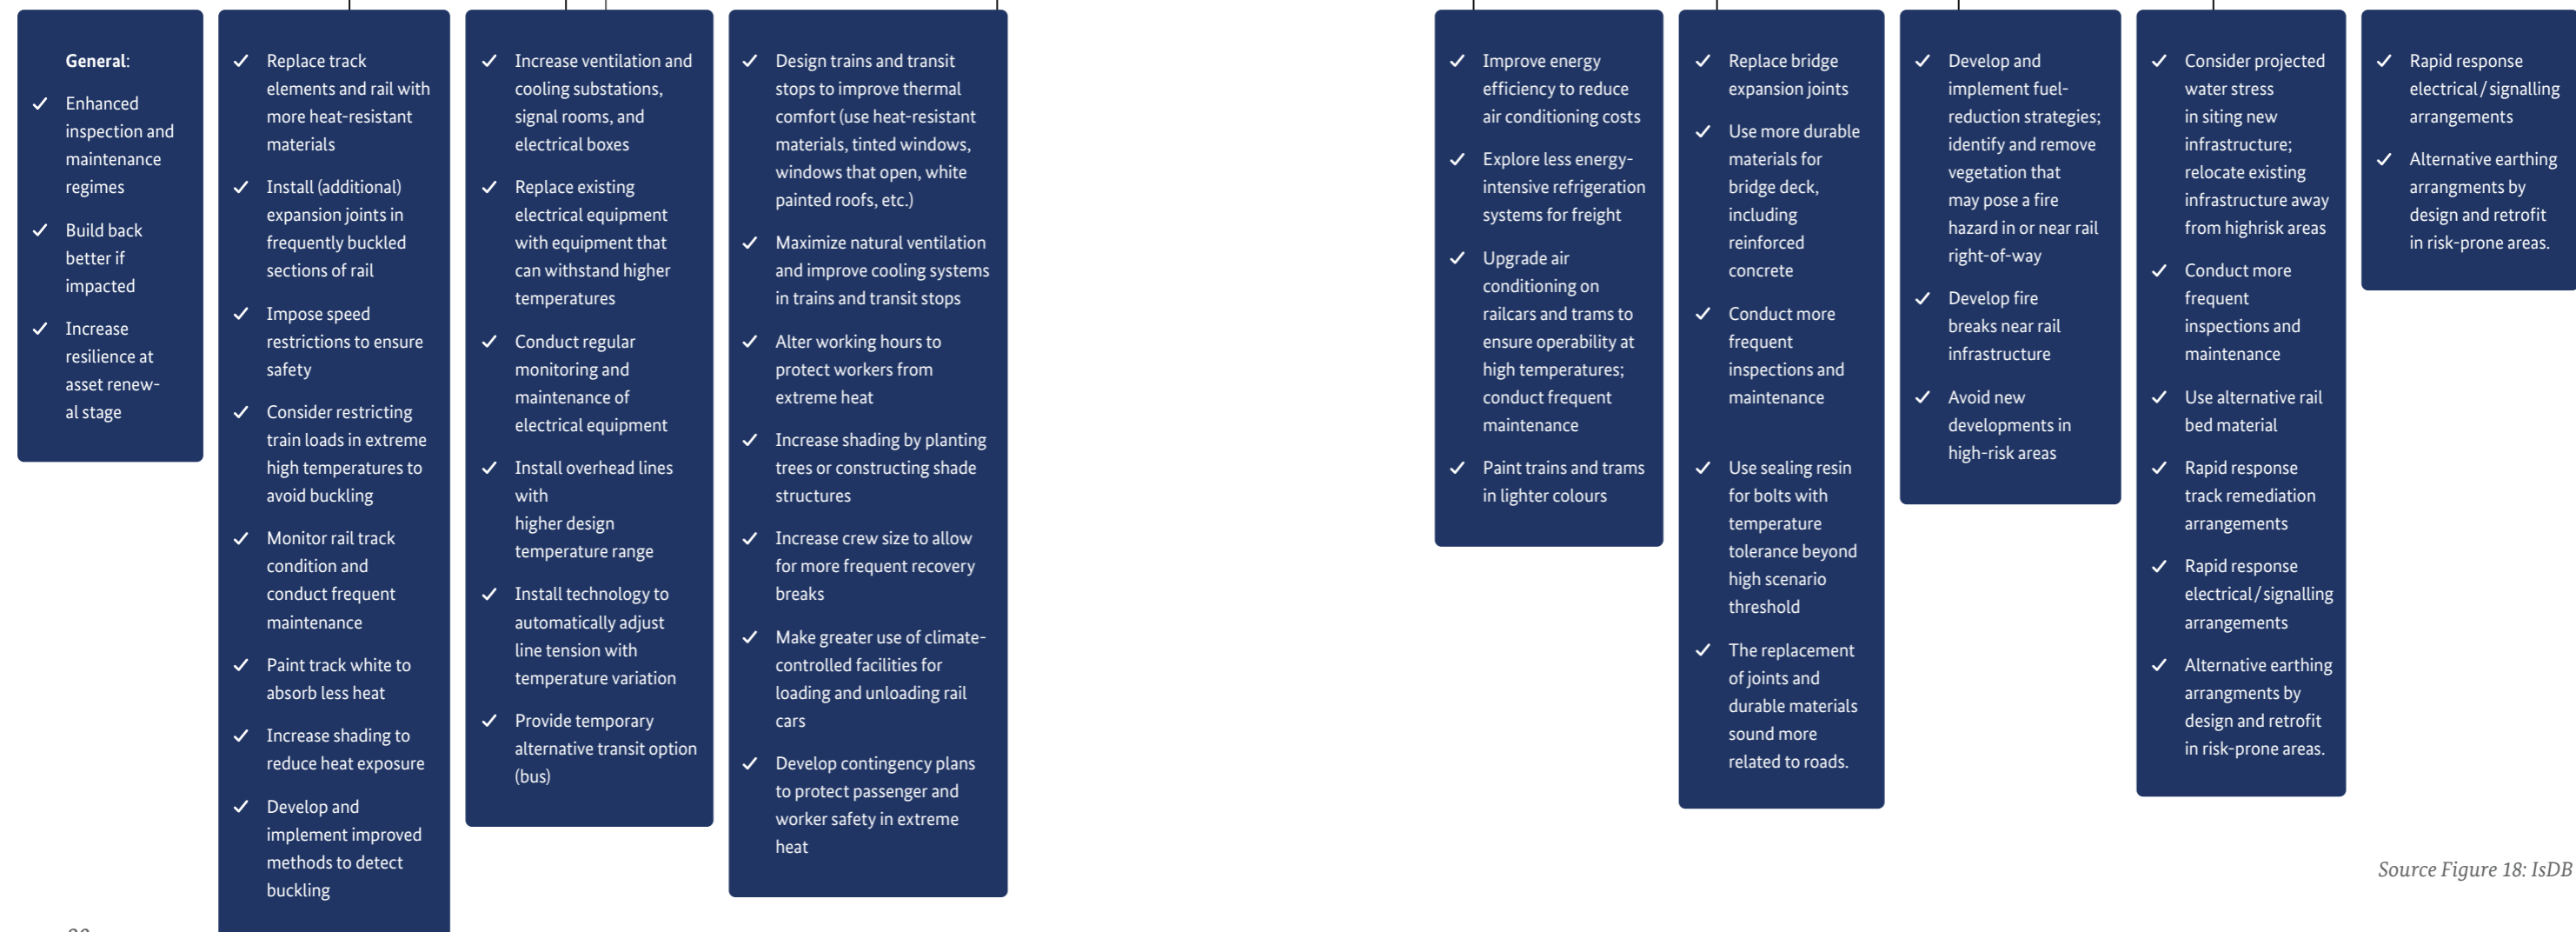 General:
✓ Enhanced
inspection and
maintenance
regimes
✓ Build back
better if
impacted
✓ Increase
resilience at
asset renew-
al stage
✓ Replace track
elements and rail with
more heat-resistant
materials
✓ Install (additional)
expansion joints in
frequently buckled
sections of rail
✓ Impose speed
restrictions to ensure
safety
✓ Consider restricting
train loads in extreme
high temperatures to
avoid buckling
✓ Monitor rail track
condition and
conduct frequent
maintenance
✓ Paint track white to
absorb less heat
✓ Increase shading to
reduce heat exposure
✓ Develop and
implement improved
methods to detect
buckling
✓ Increase ventilation and
cooling substations,
signal rooms, and
electrical boxes
✓ Replace existing
electrical equipment
with equipment that
can withstand higher
temperatures
✓ Conduct regular
monitoring and
maintenance of
electrical equipment
✓ Install overhead lines
with
higher design
temperature range
✓ Install technology to
automatically adjust
line tension with
temperature variation
✓ Provide temporary
alternative transit option
(bus)
✓ Design trains and transit
stops to improve thermal
comfort (use heat-resistant
materials, tinted windows,
windows that open, white
painted roofs, etc.)
✓ Maximize natural ventilation
and improve cooling systems
in trains and transit stops
✓ Alter working hours to
protect workers from
extreme heat
✓ Increase shading by planting
trees or constructing shade
structures
✓ Increase crew size to allow
for more frequent recovery
breaks
✓ Make greater use of climate-
controlled facilities for
loading and unloading rail
cars
✓ Develop contingency plans
to protect passenger and
worker safety in extreme
heat
✓ Improve energy
efficiency to reduce
air conditioning costs
✓ Explore less energy-
intensive refrigeration
systems for freight
✓ Upgrade air
conditioning on
railcars and trams to
ensure operability at
high temperatures;
conduct frequent
maintenance
✓ Paint trains and trams
in lighter colours
✓ Replace bridge
expansion joints
✓ Use more durable
materials for
bridge deck,
including
reinforced
concrete
✓ Conduct more
frequent
inspections and
maintenance
✓ Use sealing resin
for bolts with
temperature
tolerance beyond
high scenario
threshold
✓ The replacement
of joints and
durable materials
sound more
related to roads.
✓ Develop and
implement fuel-
reduction strategies;
identify and remove
vegetation that
may pose a fire
hazard in or near rail
right-of-way
✓ Develop fire
breaks near rail
infrastructure
✓ Avoid new
developments in
high-risk areas
✓ Consider projected
water stress
in siting new
infrastructure;
relocate existing
infrastructure away
from highrisk areas
✓ Conduct more
frequent
inspections and
maintenance
✓ Use alternative rail
bed material
✓ Rapid response
track remediation
arrangements
✓ Rapid response
electrical/signalling
arrangements
✓ Alternative earthing
arrangments by
design and retrofit
in risk-prone areas.
✓ Rapid response
electrical/signalling
arrangements
✓ Alternative earthing
arrangments by
design and retrofit
in risk-prone areas.
Source Figure 18: IsDB